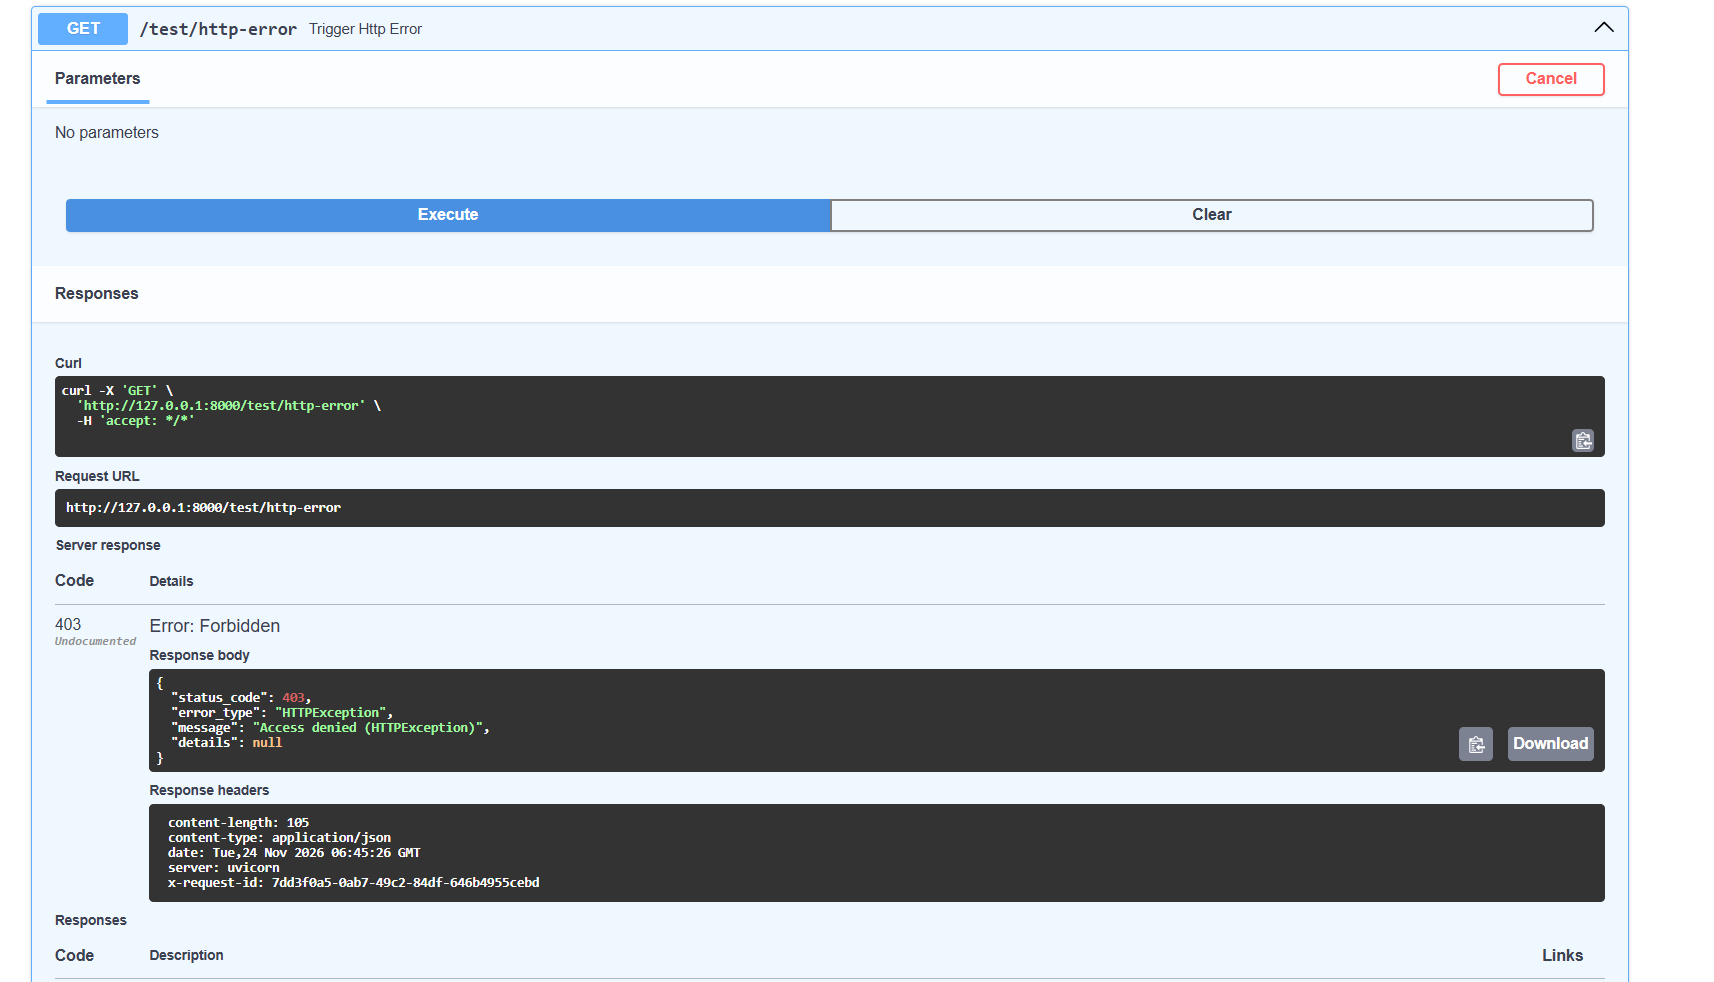 GET /test/http-error Trigger Http Error
Parameters
Cancel
No parameters
Execute
Clear
Responses
Curl
curl -X 'GET' \
  'http://127.0.0.1:8000/test/http-error' \
  -H 'accept: */*'
Request URL
http://127.0.0.1:8000/test/http-error
Server response
Code Details
403
Undocumented
Error: Forbidden
Response body
{
  "status_code": 403,
  "error_type": "HTTPException",
  "message": "Access denied (HTTPException)",
  "details": null
}
Download
Response headers
content-length: 105
content-type: application/json
date: Tue,24 Nov 2026 06:45:26 GMT
server: uvicorn
x-request-id: 7dd3f0a5-0ab7-49c2-84df-646b4955cebd
Responses
Code Description Links